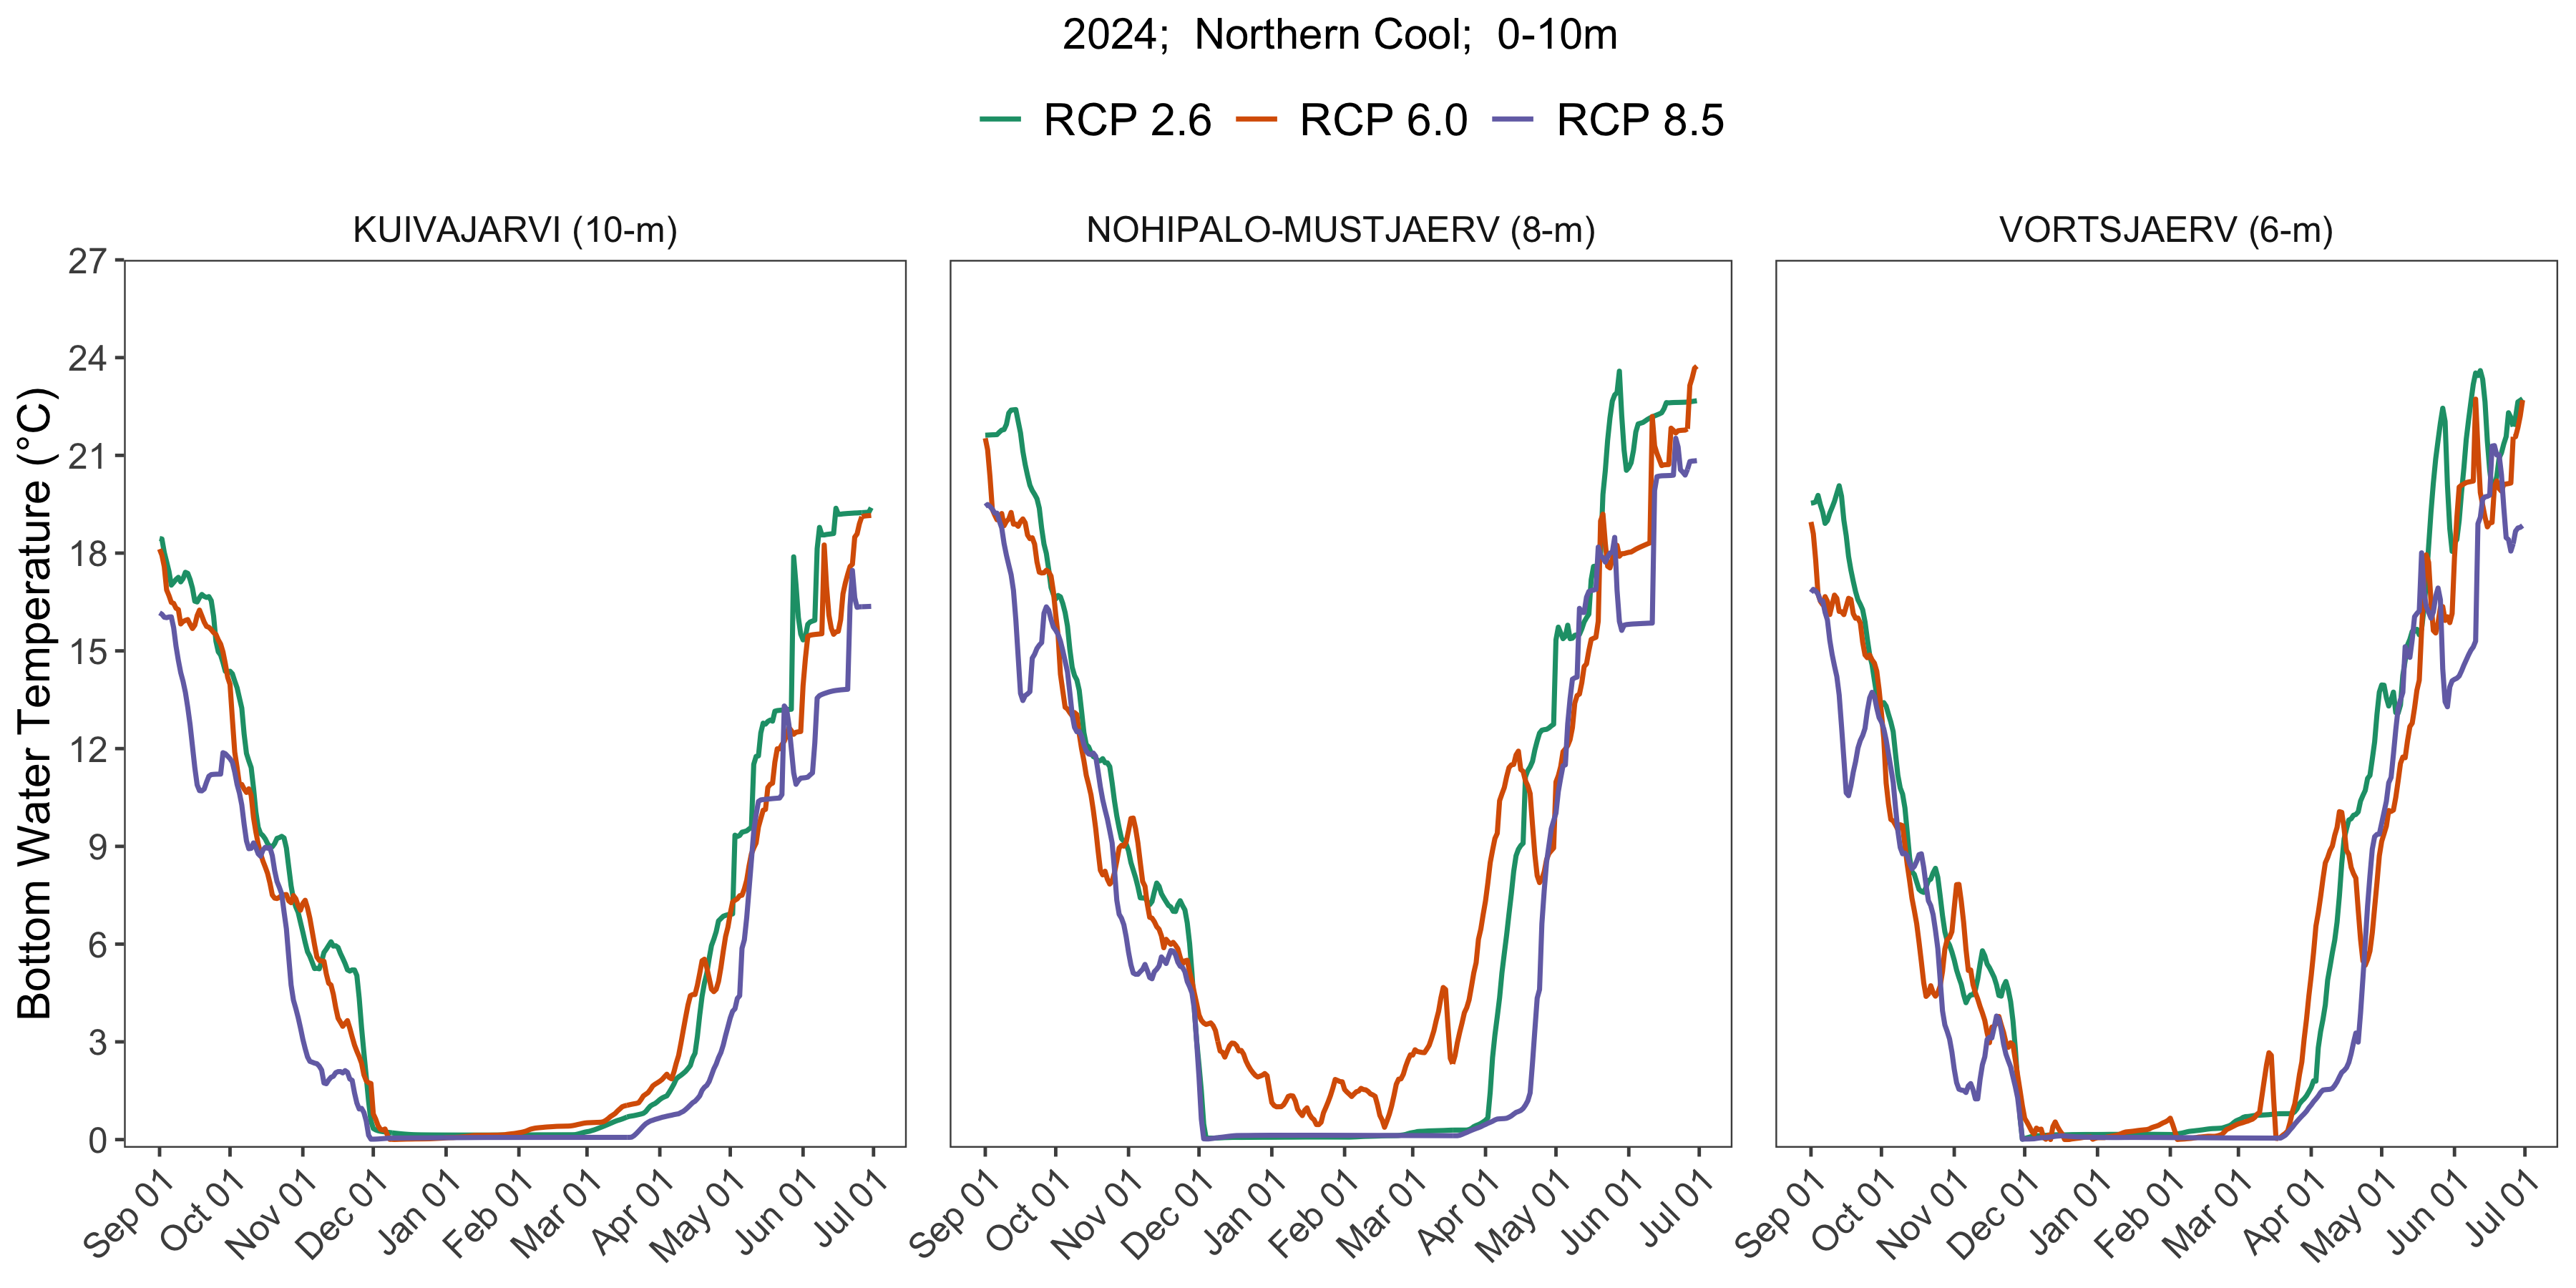 2024;  Northern Cool;  0-10m
RCP 2.6 RCP 6.0 RCP 8.5
KUIVAJARVI (10-m) NOHIPALO-MUSTJAERV (8-m) VORTSJAERV (6-m)
Bottom Water Temperature (°C)
27
24
21
18
15
12
9
6
3
0
Sep 01 Oct 01 Nov 01 Dec 01 Jan 01 Feb 01 Mar 01 Apr 01 May 01 Jun 01 Jul 01
Sep 01 Oct 01 Nov 01 Dec 01 Jan 01 Feb 01 Mar 01 Apr 01 May 01 Jun 01 Jul 01
Sep 01 Oct 01 Nov 01 Dec 01 Jan 01 Feb 01 Mar 01 Apr 01 May 01 Jun 01 Jul 01